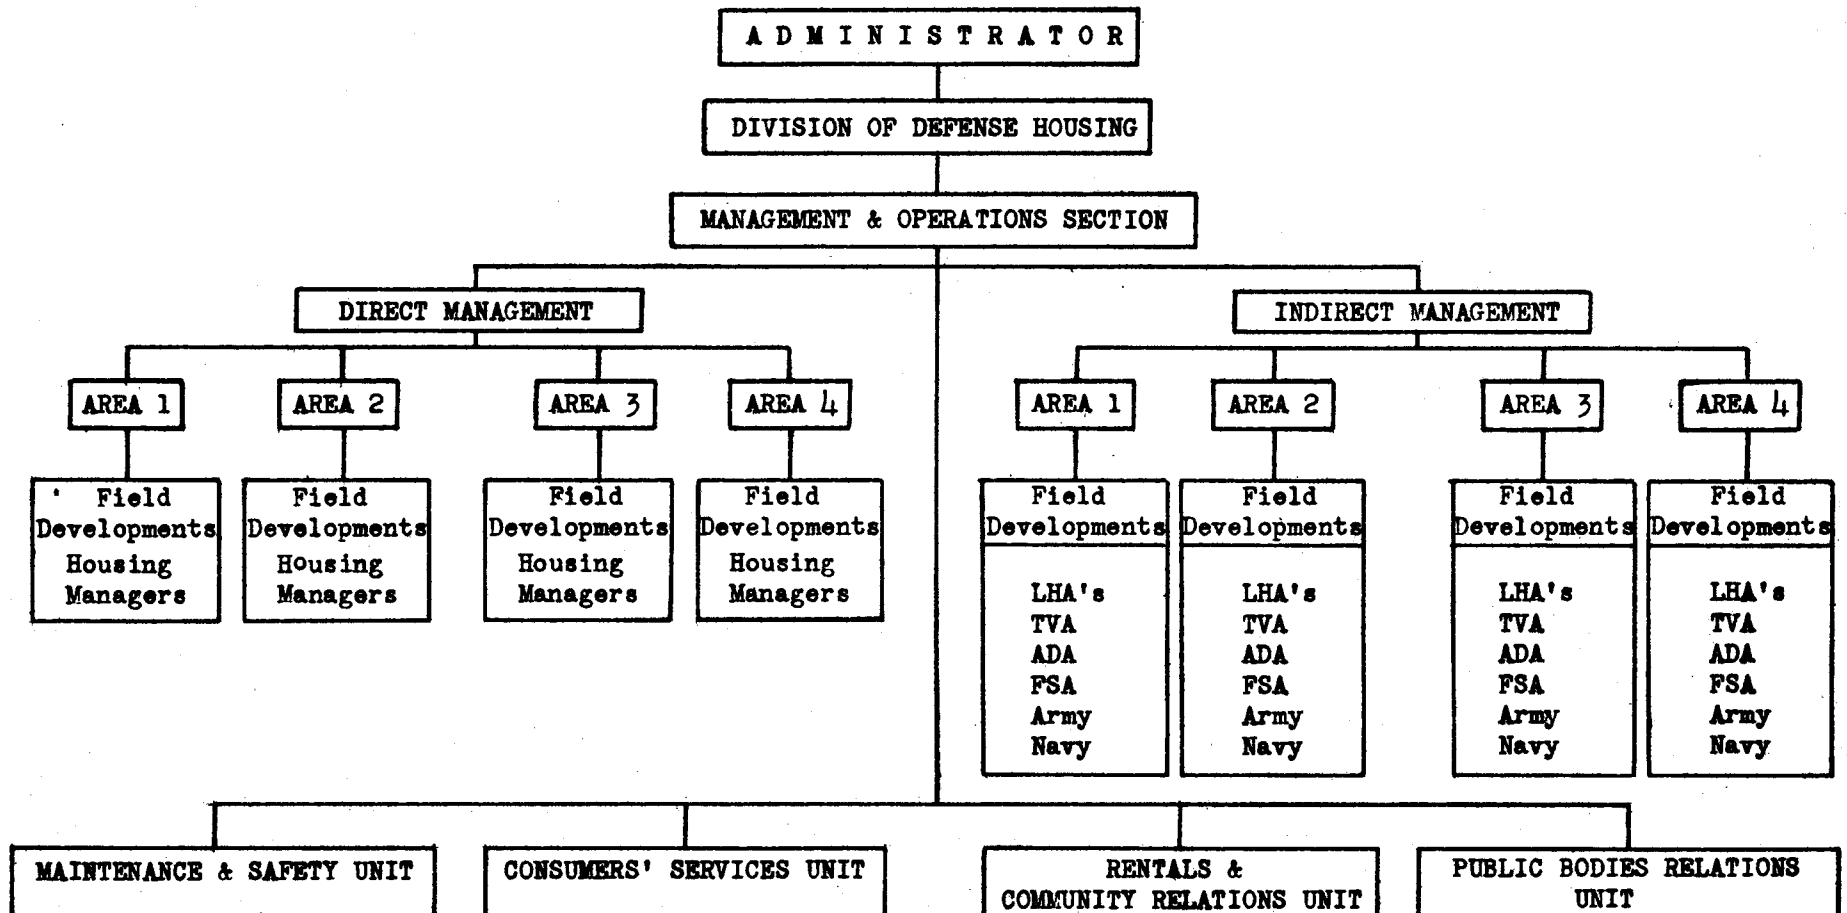 ADMINISTRATOR
DIVISION OF DEFENSE HOUSING
MANAGEMENT & OPERATIONS SECTION
DIRECT MANAGEMENT
AREA 1
AREA 2
AREA 3
AREA 4
Field
Developments
Housing
Managers
Field
Developments
Housing
Managers
Field
Developments
Housing
Managers
Field
Developments
Housing
Managers
INDIRECT MANAGEMENT
AREA 1
AREA 2
AREA 3
AREA 4
Field
Developments
LHA's
TVA
ADA
FSA
Army
Navy
Field
Developments
LHA's
TVA
ADA
FSA
Army
Navy
Field
Developments
LHA's
TVA
ADA
FSA
Army
Navy
Field
Developments
LHA's
TVA
ADA
FSA
Army
Navy
MAINTENANCE & SAFETY UNIT
CONSUMERS' SERVICES UNIT
RENTALS &
COMMUNITY RELATIONS UNIT
PUBLIC BODIES RELATIONS
UNIT